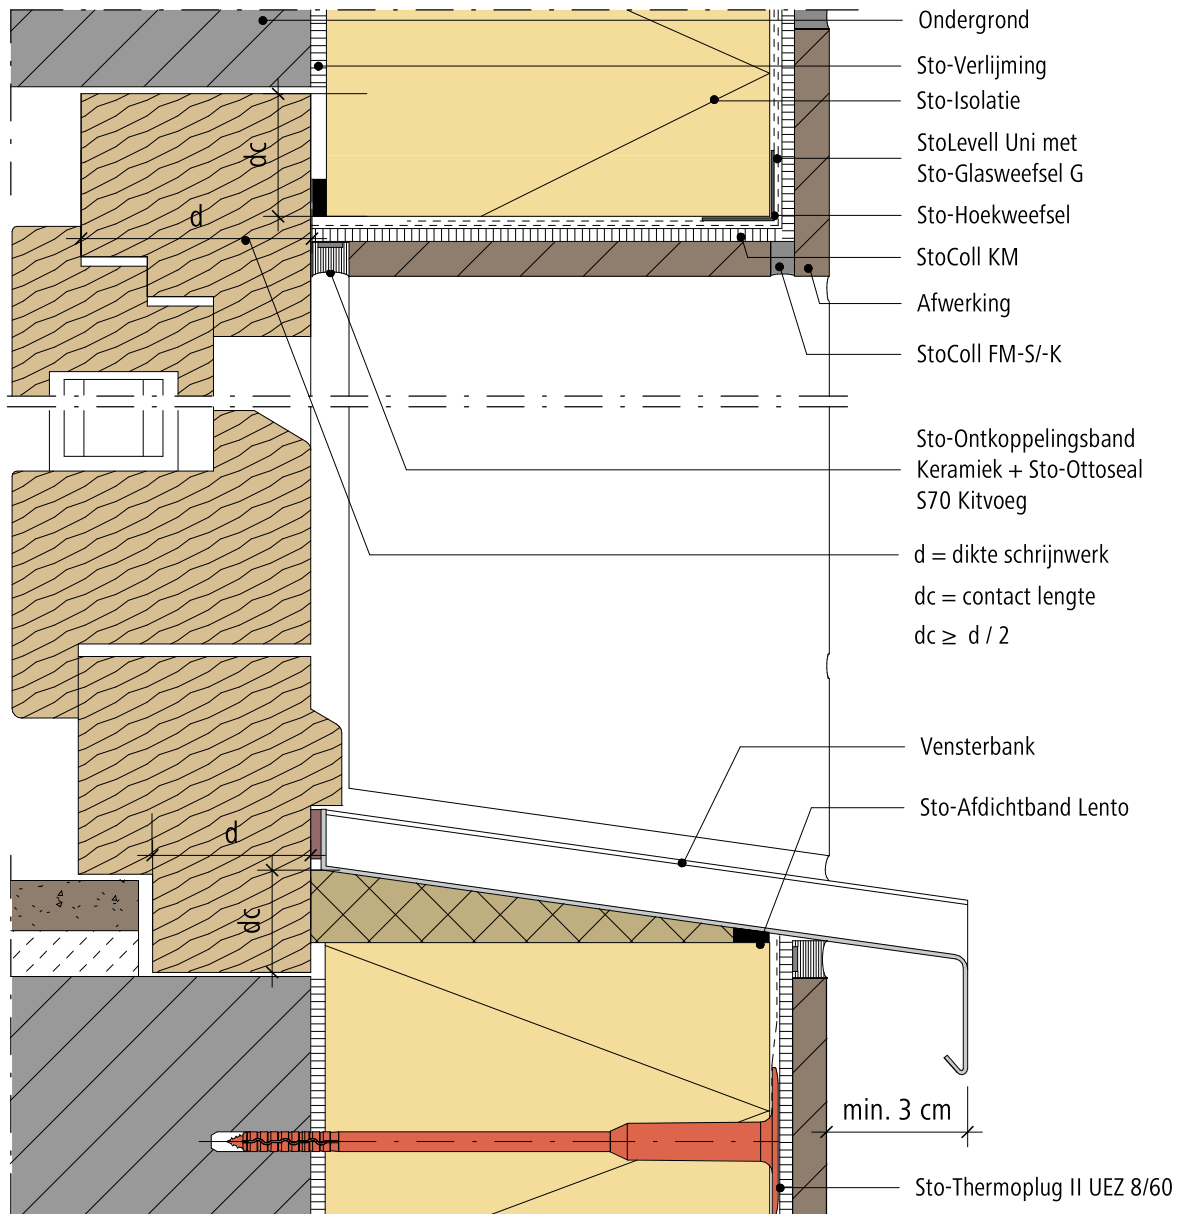 Ondergrond
Sto-Verlijming
Sto-Isolatie
StoLevell Uni met
Sto-Glasweefsel G
Sto-Hoekweefsel
StoColl KM
Afwerking
StoColl FM-S/-K
Sto-Ontkoppelingsband
Keramiek + Sto-Ottoseal
S70 Kitvoeg
d = dikte schrijnwerk
dc = contact lengte
dc ≥ d / 2
Vensterbank
Sto-Afdichtband Lento
min. 3 cm
Sto-Thermoplug II UEZ 8/60
dc
d
d
dc